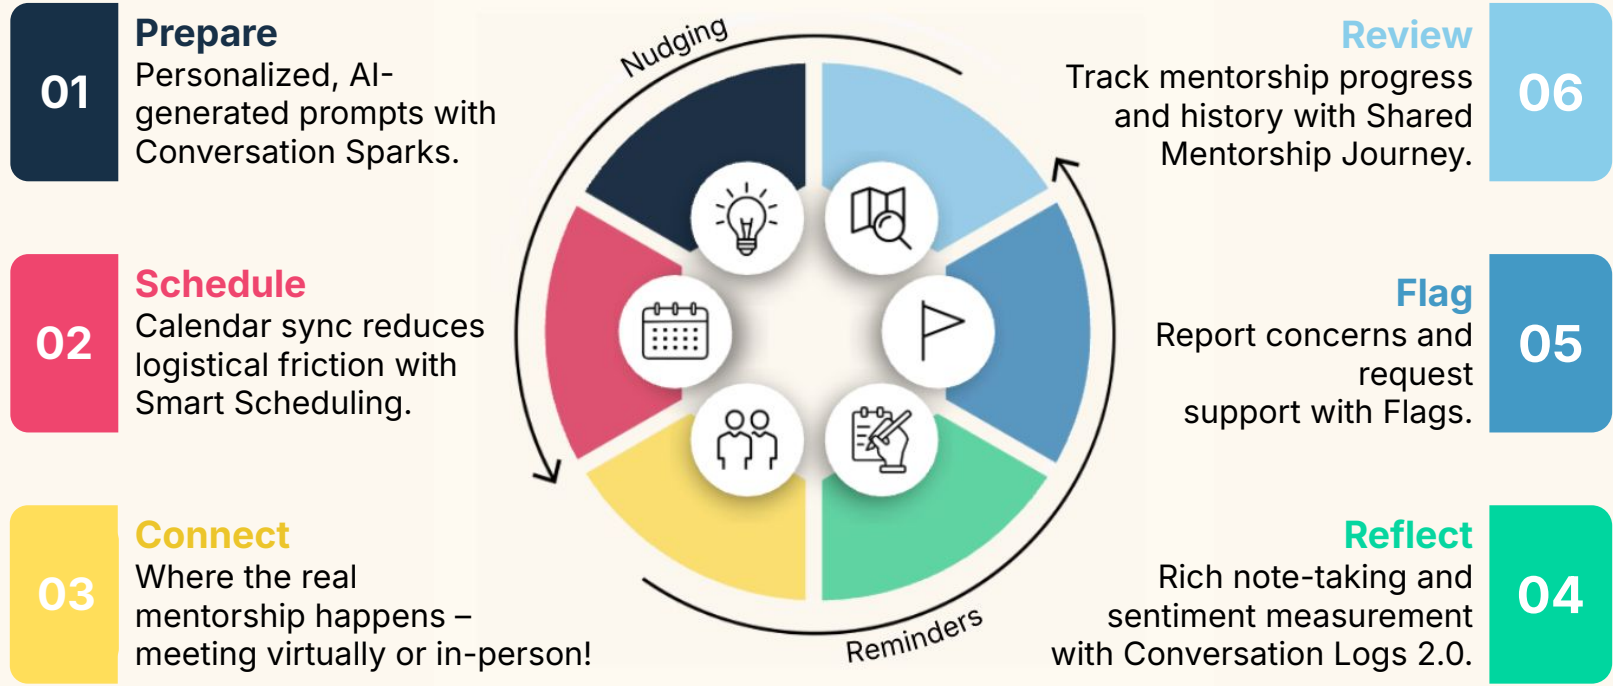 01
Prepare
Personalized, AI-
generated prompts with
Conversation Sparks.
02
Schedule
Calendar sync reduces
logistical friction with
Smart Scheduling.
03
Connect
Where the real
mentorship happens –
meeting virtually or in-person!
Nudging
Reminders
Review
Track mentorship progress
and history with Shared
Mentorship Journey.
06
Flag
Report concerns and
request
support with Flags.
05
Reflect
Rich note-taking and
sentiment measurement
with Conversation Logs 2.0.
04